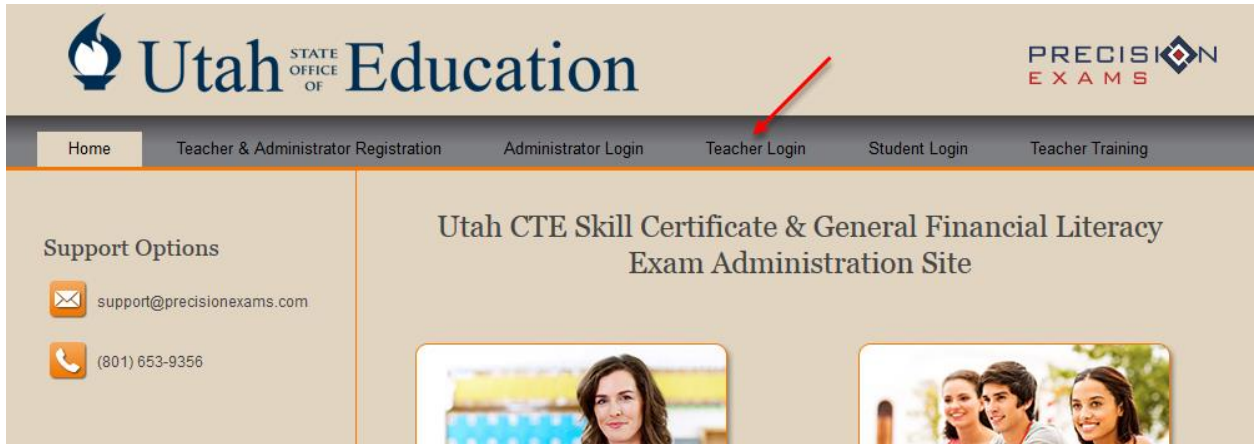 Utah STATE OFFICE OF Education
PRECISION
EXAMS
Home Teacher & Administrator Registration Administrator Login Teacher Login Student Login Teacher Training
Support Options
support@precisionexams.com
(801) 653-9356
Utah CTE Skill Certificate & General Financial Literacy
Exam Administration Site